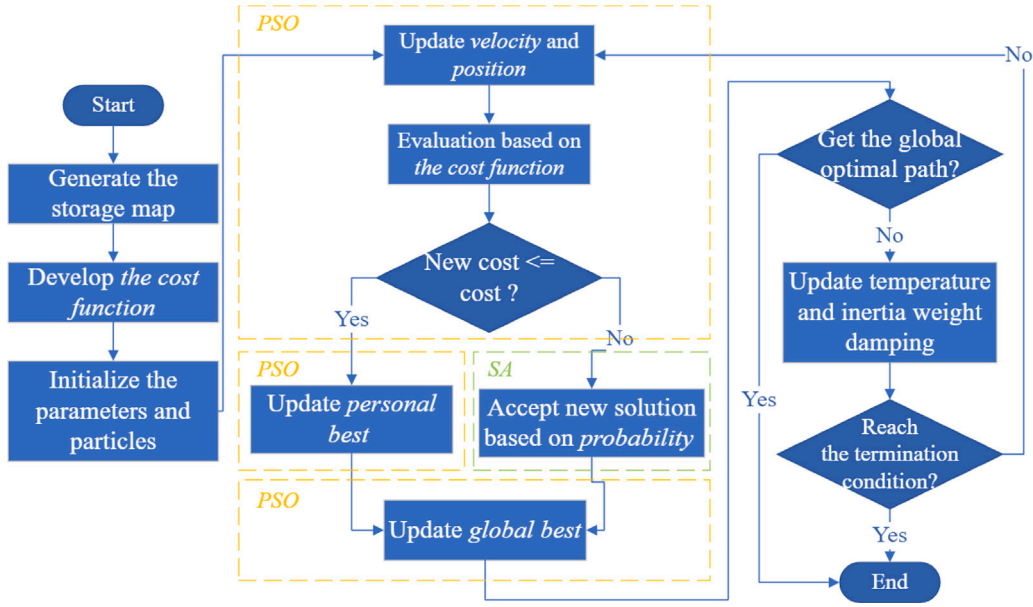 Start
Generate the
storage map
Develop the cost
function
Initialize the
parameters and
particles
PSO
Update velocity and
position
Evaluation based on
the cost function
New cost <=
cost ?
Yes
No
PSO
Update personal
best
SA
Accept new solution
based on probability
PSO
Update global best
No
Get the global
optimal path?
No
Yes
Update temperature
and inertia weight
damping
Reach
the termination
condition?
Yes
End